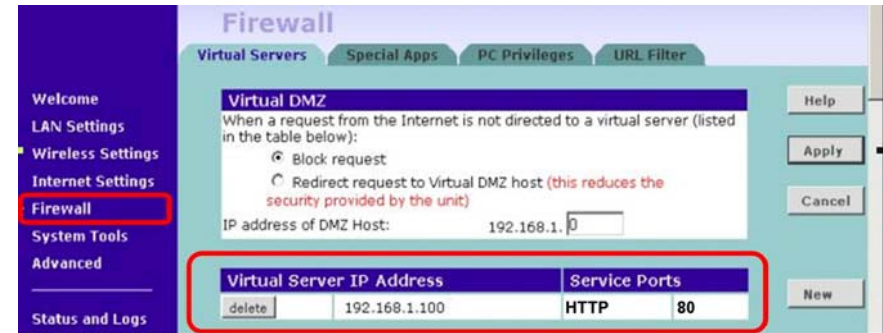 Firewall
Virtual Servers Special Apps PC Privileges URL Filter
Welcome
LAN Settings
Wireless Settings
Internet Settings
Firewall
System Tools
Advanced
Status and Logs
Virtual DMZ
When a request from the Internet is not directed to a virtual server (listed
in the table below):
Block request
Redirect request to Virtual DMZ host (this reduces the
security provided by the unit)
IP address of DMZ Host: 192.168.1. 0
Virtual Server IP Address Service Ports
delete 192.168.1.100 HTTP 80
Help
Apply
Cancel
New